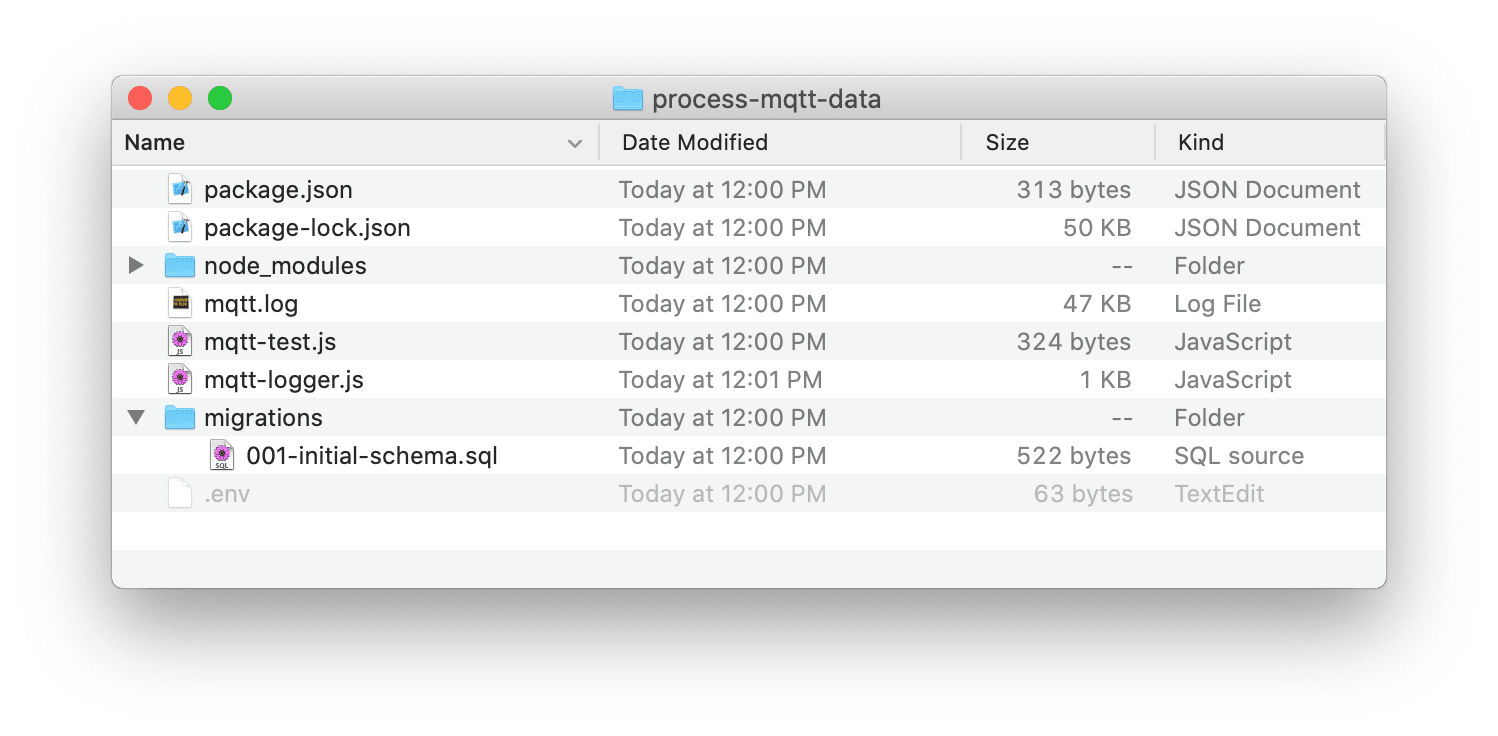 process-mqtt-data
Name Date Modified Size Kind
package.json Today at 12:00 PM 313 bytes JSON Document
package-lock.json Today at 12:00 PM 50 KB JSON Document
node_modules Today at 12:00 PM -- Folder
mqtt.log Today at 12:00 PM 47 KB Log File
mqtt-test.js Today at 12:00 PM 324 bytes JavaScript
mqtt-logger.js Today at 12:01 PM 1 KB JavaScript
migrations Today at 12:00 PM -- Folder
001-initial-schema.sql Today at 12:00 PM 522 bytes SQL source
.env Today at 12:00 PM 63 bytes TextEdit